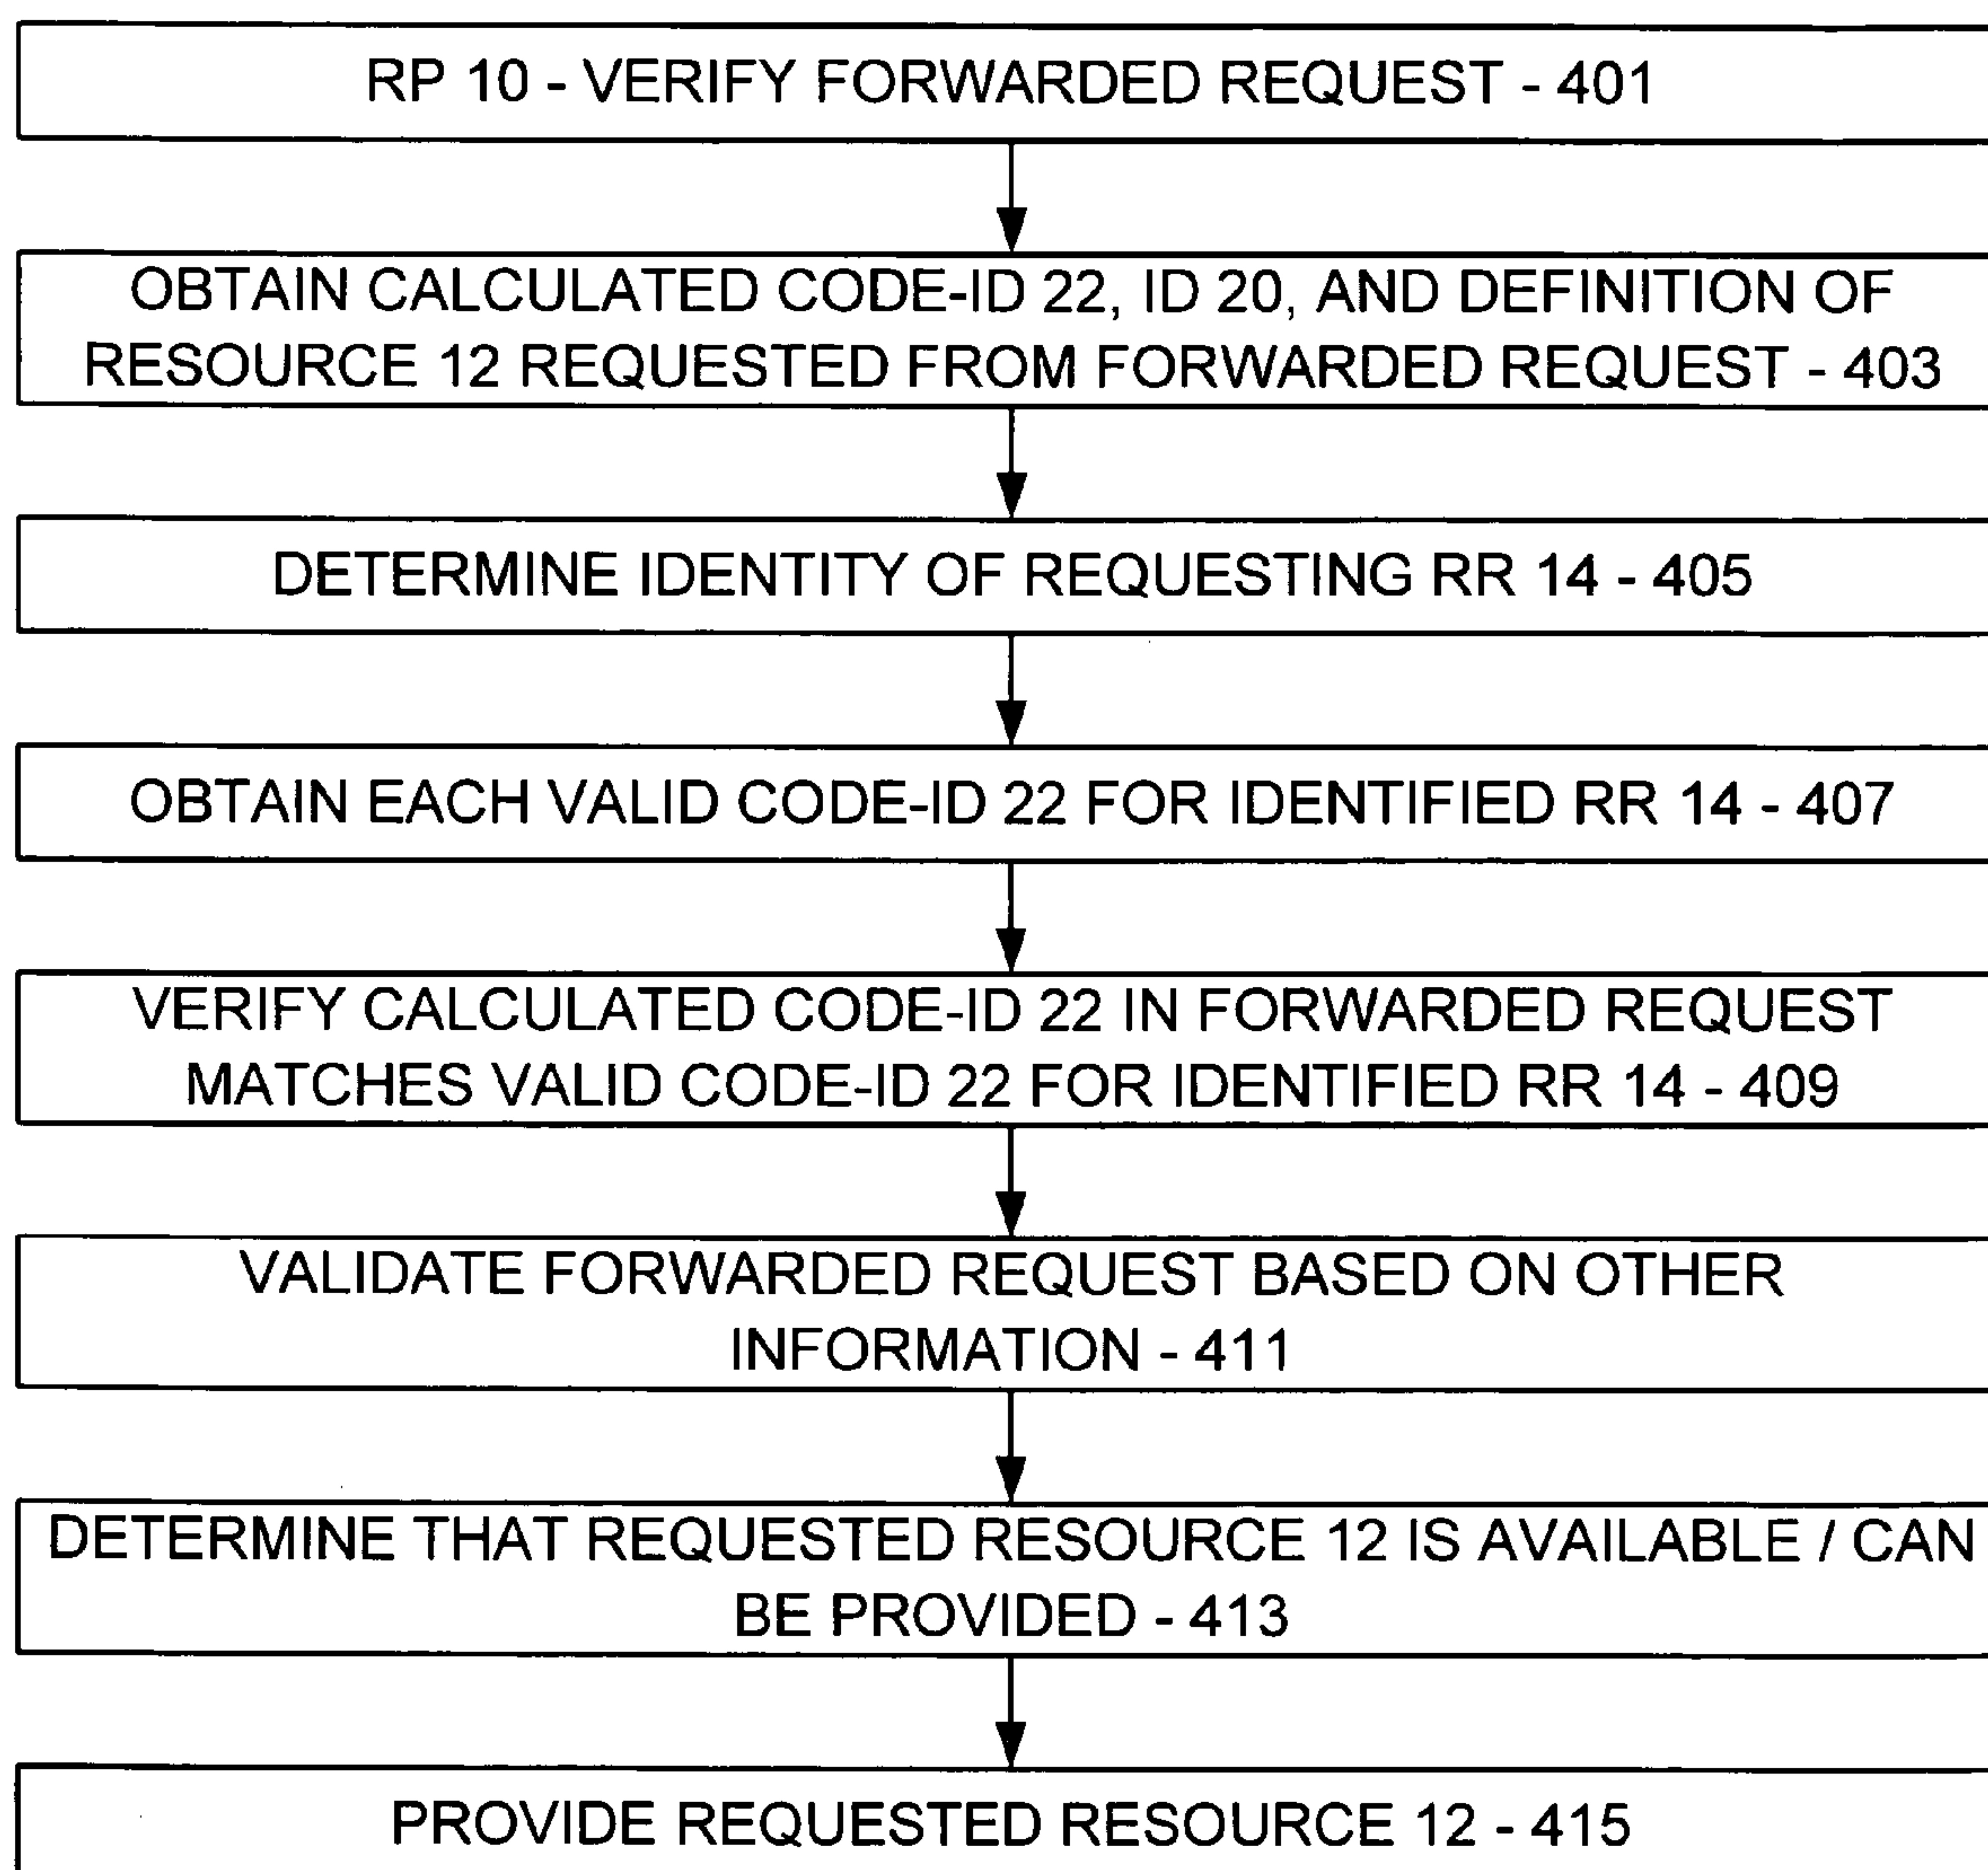 RP 10 - VERIFY FORWARDED REQUEST - 401
OBTAIN CALCULATED CODE-ID 22, ID 20, AND DEFINITION OF
RESOURCE 12 REQUESTED FROM FORWARDED REQUEST - 403
DETERMINE IDENTITY OF REQUESTING RR 14 - 405
OBTAIN EACH VALID CODE-ID 22 FOR IDENTIFIED RR 14 - 407
VERIFY CALCULATED CODE-ID 22 IN FORWARDED REQUEST
MATCHES VALID CODE-ID 22 FOR IDENTIFIED RR 14 - 409
VALIDATE FORWARDED REQUEST BASED ON OTHER
INFORMATION - 411
DETERMINE THAT REQUESTED RESOURCE 12 IS AVAILABLE / CAN
BE PROVIDED - 413
PROVIDE REQUESTED RESOURCE 12 - 415